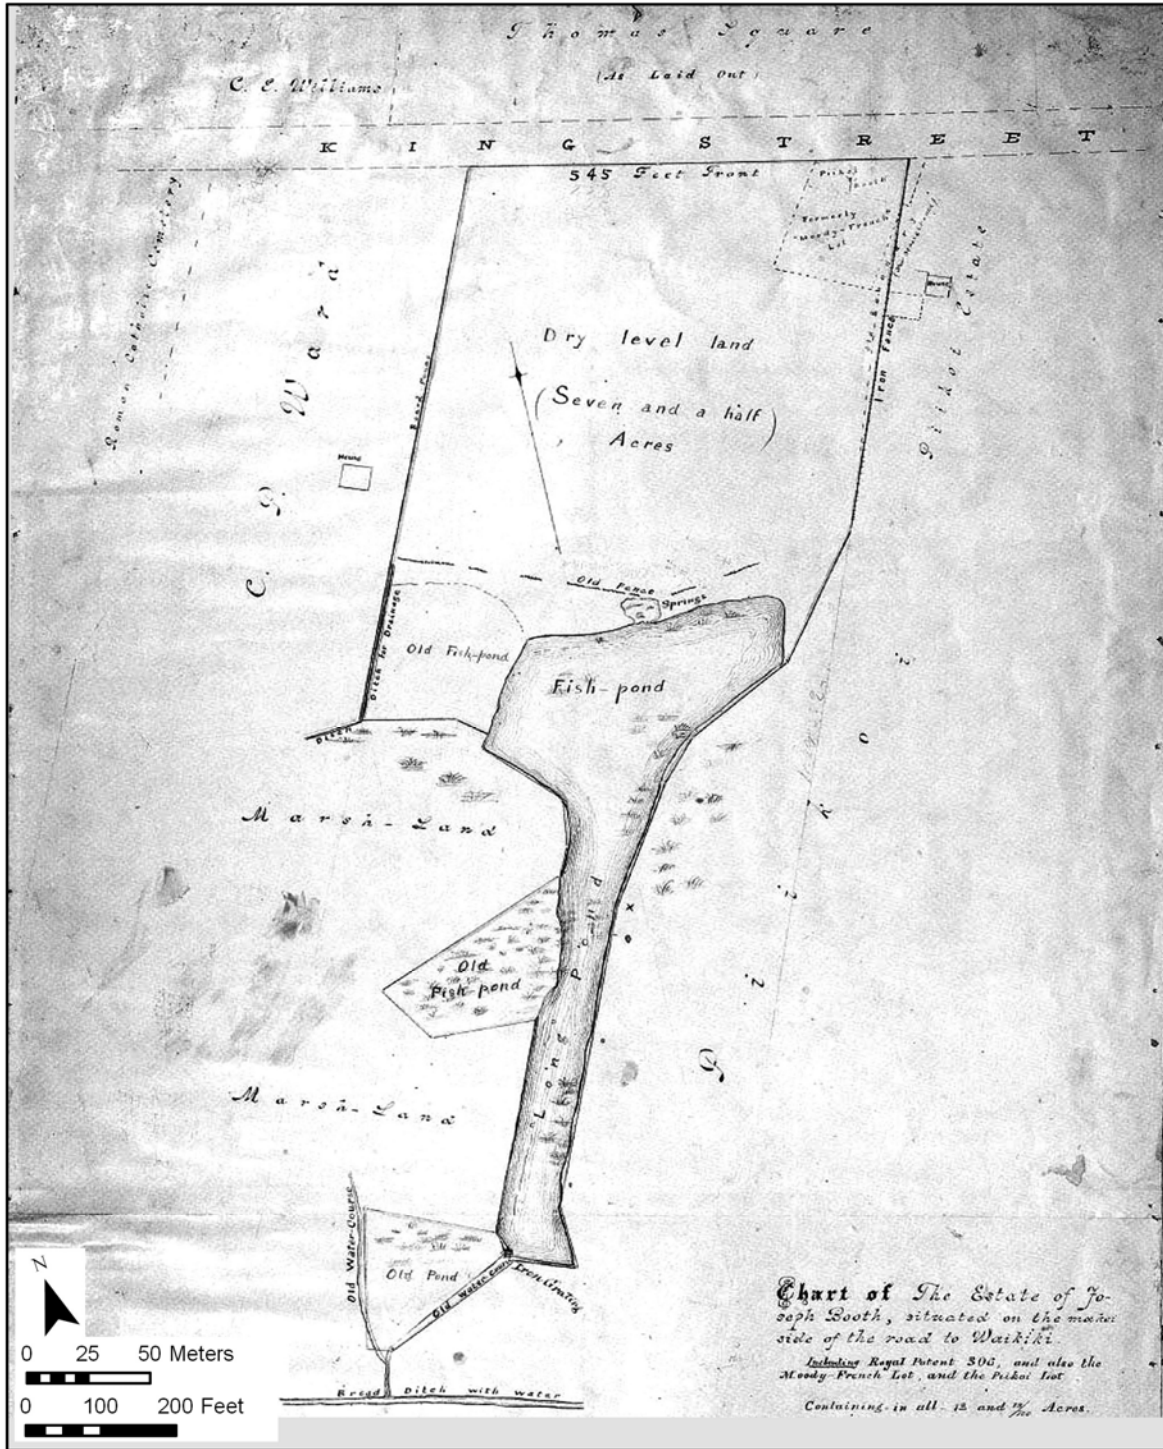 Thomas Square
(As Laid Out)
C. E. Williams
KING STREET
545 Feet Front
Piikoi
Formerly
Moody-French
Lot
House
Roman Catholic Cemetery
C. P. Ward
Board Fence
Iron Fence
Piikoi Estate
Dry level land
(Seven and a half)
Acres
House
Old Fence
Springs
Ditch for Drainage
Old Fish-pond
Fish-pond
Ditch
Marsh-Land
"Long" Pond
Old
Fish pond
G. Piikoi
Marsh-Land
Old Water-Course
Old Pond
Old Water Course
Iron Grating
Broad Ditch with water
N
0 25 50 Meters
0 100 200 Feet
Chart of The Estate of Jo-
seph Booth, situated on the makai
side of the road to Waikiki.
Including Royal Patent 306, and also the
Moody-French Lot, and the Piikoi Lot
Containing in all 12 and Acres.